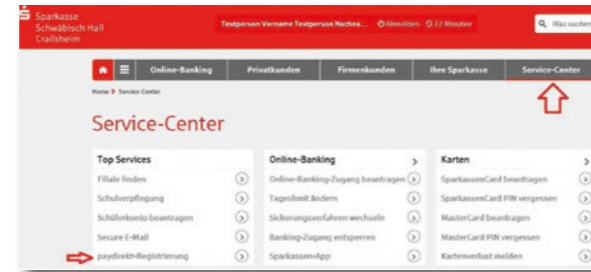 Sparkasse
Schwäbisch Hall
Crailsheim
Testperson Vorname Testperson Nachna... Abmelden 12 Minuten
Was suchen
Online-Banking Privatkunden Firmenkunden Ihre Sparkasse Service-Center
Home > Service-Center
Service-Center
Top Services
Filiale finden
Schulverpflegung
Schülerkonto beantragen
Secure E-Mail
paydirekt-Registrierung
Online-Banking
Online-Banking-Zugang beantragen
Tageslimit ändern
Sicherungsverfahren wechseln
Banking-Zugang entsperren
Sparkassen-App
Karten
SparkassenCard beantragen
SparkassenCard PIN vergessen
MasterCard beantragen
MasterCard PIN vergessen
Kartenverlust melden